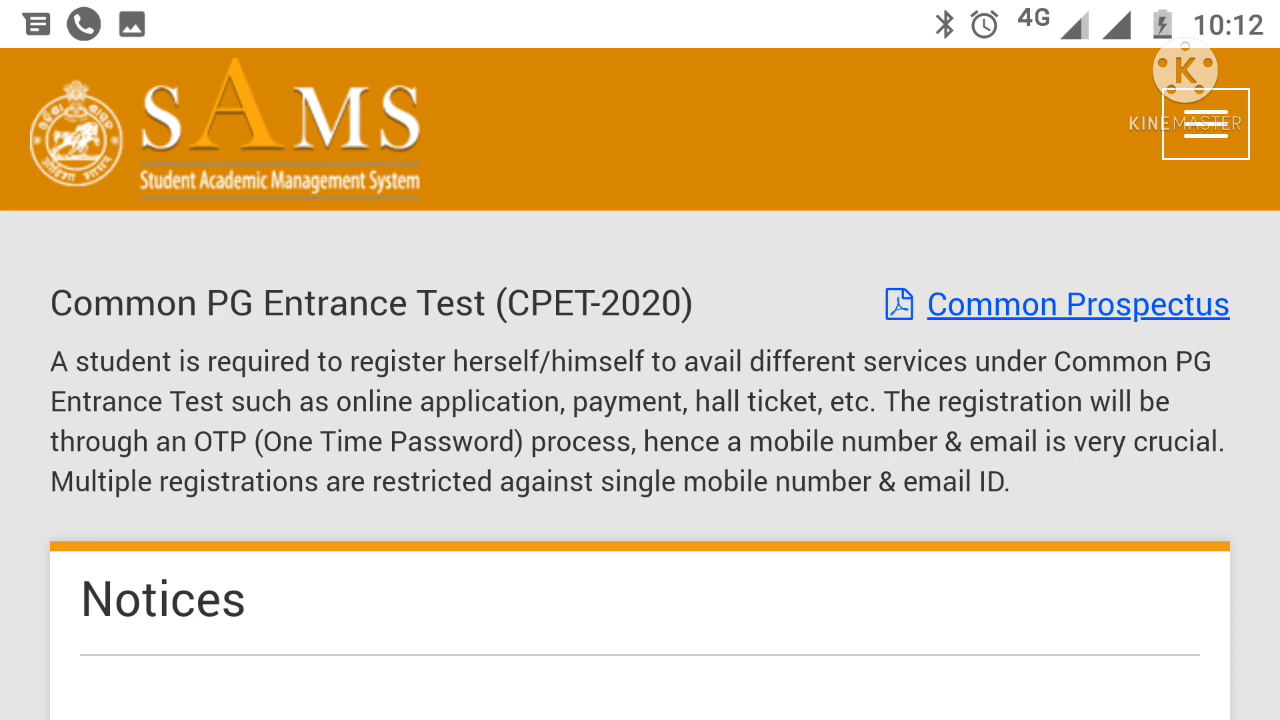 4G 10:12
SAMS
Student Academic Management System
K
KINEMASTER
Common PG Entrance Test (CPET-2020)
Common Prospectus
A student is required to register herself/himself to avail different services under Common PG
Entrance Test such as online application, payment, hall ticket, etc. The registration will be
through an OTP (One Time Password) process, hence a mobile number & email is very crucial.
Multiple registrations are restricted against single mobile number & email ID.
Notices